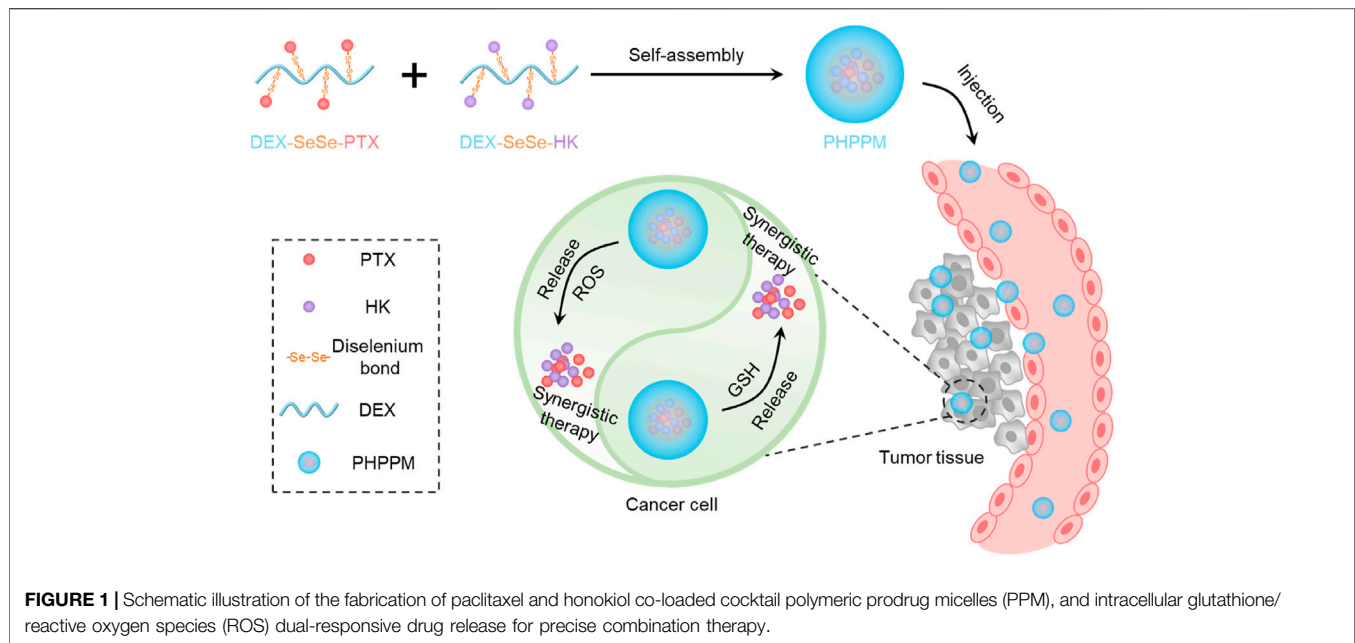 Self-assembly
Injection
DEX-SeSe-PTX
DEX-SeSe-HK
PHPPM
PTX
HK
-Se-Se- Diselenium
bond
DEX
PHPPM
Release
ROS
Synergistic
therapy
Synergistic
therapy
GSH
Release
Cancer cell
Tumor tissue
FIGURE 1 | Schematic illustration of the fabrication of paclitaxel and honokiol co-loaded cocktail polymeric prodrug micelles (PPM), and intracellular glutathione/
reactive oxygen species (ROS) dual-responsive drug release for precise combination therapy.